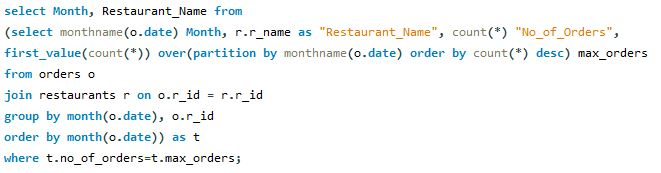 select Month, Restaurant_Name from
(select monthname(o.date) Month, r.r_name as "Restaurant_Name", count(*) "No_of_Orders",
first_value(count(*)) over(partition by monthname(o.date) order by count(*) desc) max_orders
from orders o
join restaurants r on o.r_id = r.r_id
group by month(o.date), o.r_id
order by month(o.date)) as t
where t.no_of_orders=t.max_orders;